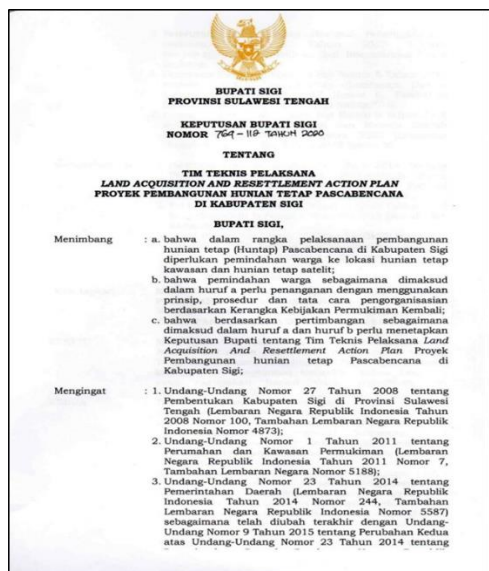 BUPATI SIGI
PROVINSI SULAWESI TENGAH
KEPUTUSAN BUPATI SIGI
NOMOR 769 - 118 TAHUN 2020
TENTANG
TIM TEKNIS PELAKSANA
LAND ACQUISITION AND RESETTLEMENT ACTION PLAN
PROYEK PEMBANGUNAN HUNIAN TETAP PASCABENCANA
DI KABUPATEN SIGI
BUPATI SIGI,
Menimbang : a. bahwa dalam rangka pelaksanaan pembangunan
hunian tetap (Huntap) Pascabencana di Kabupaten Sigi
diperlukan pemindahan warga ke lokasi hunian tetap
kawasan dan hunian tetap satelit;
b. bahwa pemindahan warga sebagaimana dimaksud
dalam huruf a perlu penanganan dengan menggunakan
prinsip, prosedur dan tata cara pengorganisasian
berdasarkan Kerangka Kebijakan Permukiman Kembali;
c. bahwa berdasarkan pertimbangan sebagaimana
dimaksud dalam huruf a dan huruf b perlu menetapkan
Keputusan Bupati tentang Tim Teknis Pelaksana Land
Acquisition And Resettlement Action Plan Proyek
Pembangunan hunian tetap Pascabencana di
Kabupaten Sigi;
Mengingat : 1. Undang-Undang Nomor 27 Tahun 2008 tentang
Pembentukan Kabupaten Sigi di Provinsi Sulawesi
Tengah (Lembaran Negara Republik Indonesia Tahun
2008 Nomor 100, Tambahan Lembaran Negara Republik
Indonesia Nomor 4873);
2. Undang-Undang Nomor 1 Tahun 2011 tentang
Perumahan dan Kawasan Permukiman (Lembaran
Negara Republik Indonesia Tahun 2011 Nomor 7,
Tambahan Lembaran Negara Nomor 5188);
3. Undang-Undang Nomor 23 Tahun 2014 tentang
Pemerintahan Daerah (Lembaran Negara Republik
Indonesia Tahun 2014 Nomor 244, Tambahan
Lembaran Negara Republik Indonesia Nomor 5587)
sebagaimana telah diubah terakhir dengan Undang-
Undang Nomor 9 Tahun 2015 tentang Perubahan Kedua
atas Undang-Undang Nomor 23 Tahun 2014 tentang